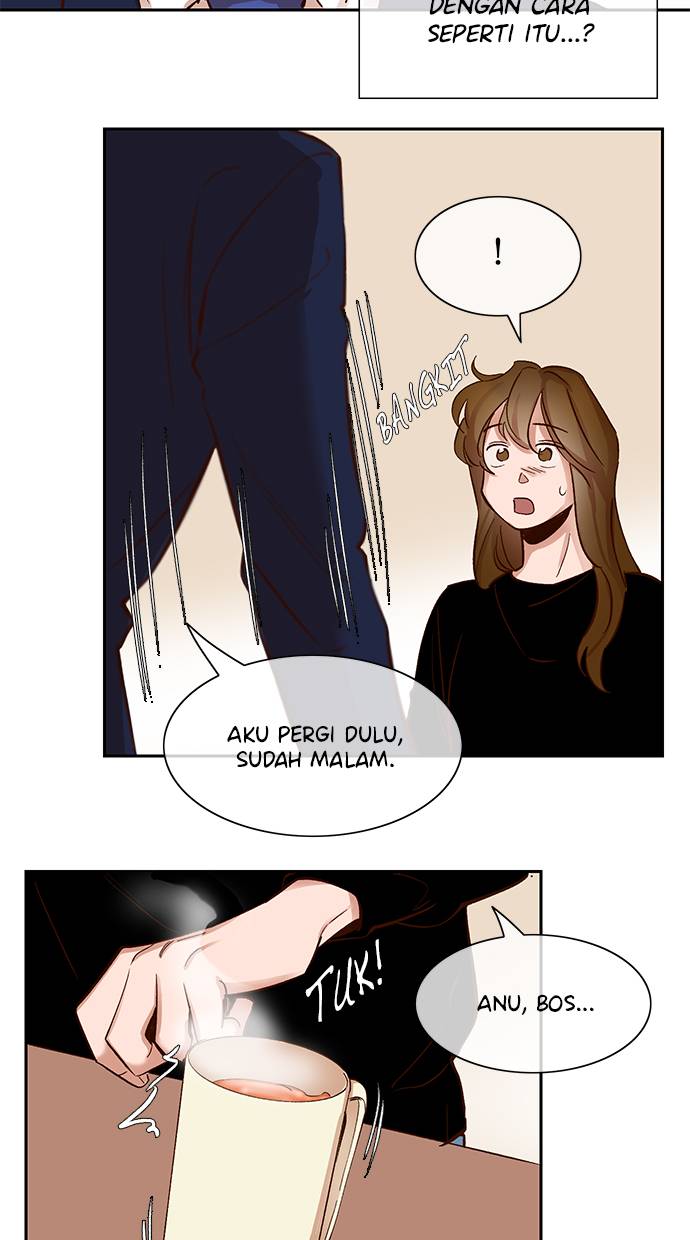 DENGAN CARA
SEPERTI ITU...?
!
BANGKIT
AKU PERGI DULU,
SUDAH MALAM.
TUK!
ANU, BOS...